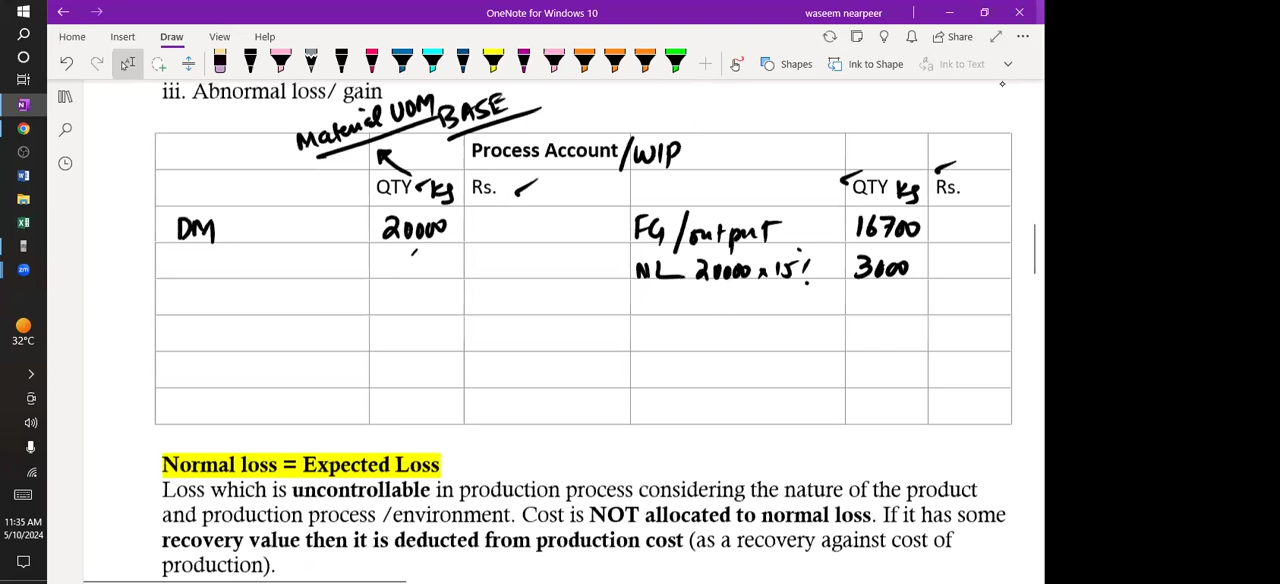 OneNote for Windows 10
waseem nearpeer
Home Insert Draw View Help
Share
Shapes Ink to Shape Ink to Text
iii. Abnormal loss/ gain
Material UOM BASE
Process Account /WIP
QTY kg Rs. QTY kg Rs.
DM 20000 FG/output 16700
NL 20000 x 15% 3000
Normal loss = Expected Loss
Loss which is uncontrollable in production process considering the nature of the product
and production process /environment. Cost is NOT allocated to normal loss. If it has some
recovery value then it is deducted from production cost (as a recovery against cost of
production).
32°C
11:35 AM
5/10/2024